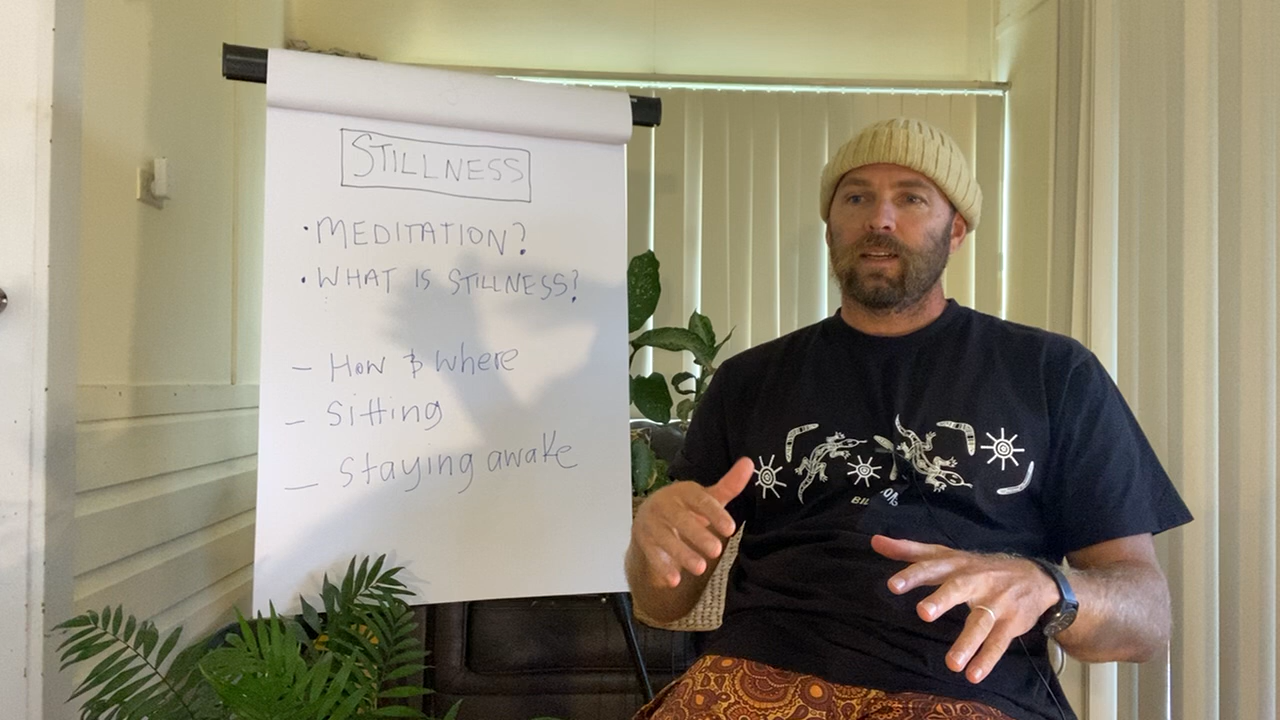 STILLNESS
• MEDITATION?
• WHAT IS STILLNESS?
– How & where
– Sitting
– Staying awake